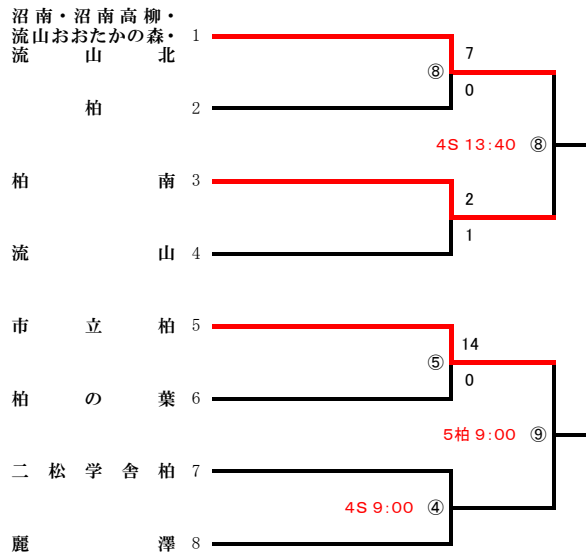 沼南・沼南高柳・
流山おおたかの森・
流山北
1
7
⑧
0
柏
2
4S 13:40 ⑧
柏南
3
2
1
流山
4
市立柏
5
14
⑤
0
柏の葉
6
5柏 9:00 ⑨
二松学舎柏
7
4S 9:00 ④
麗澤
8